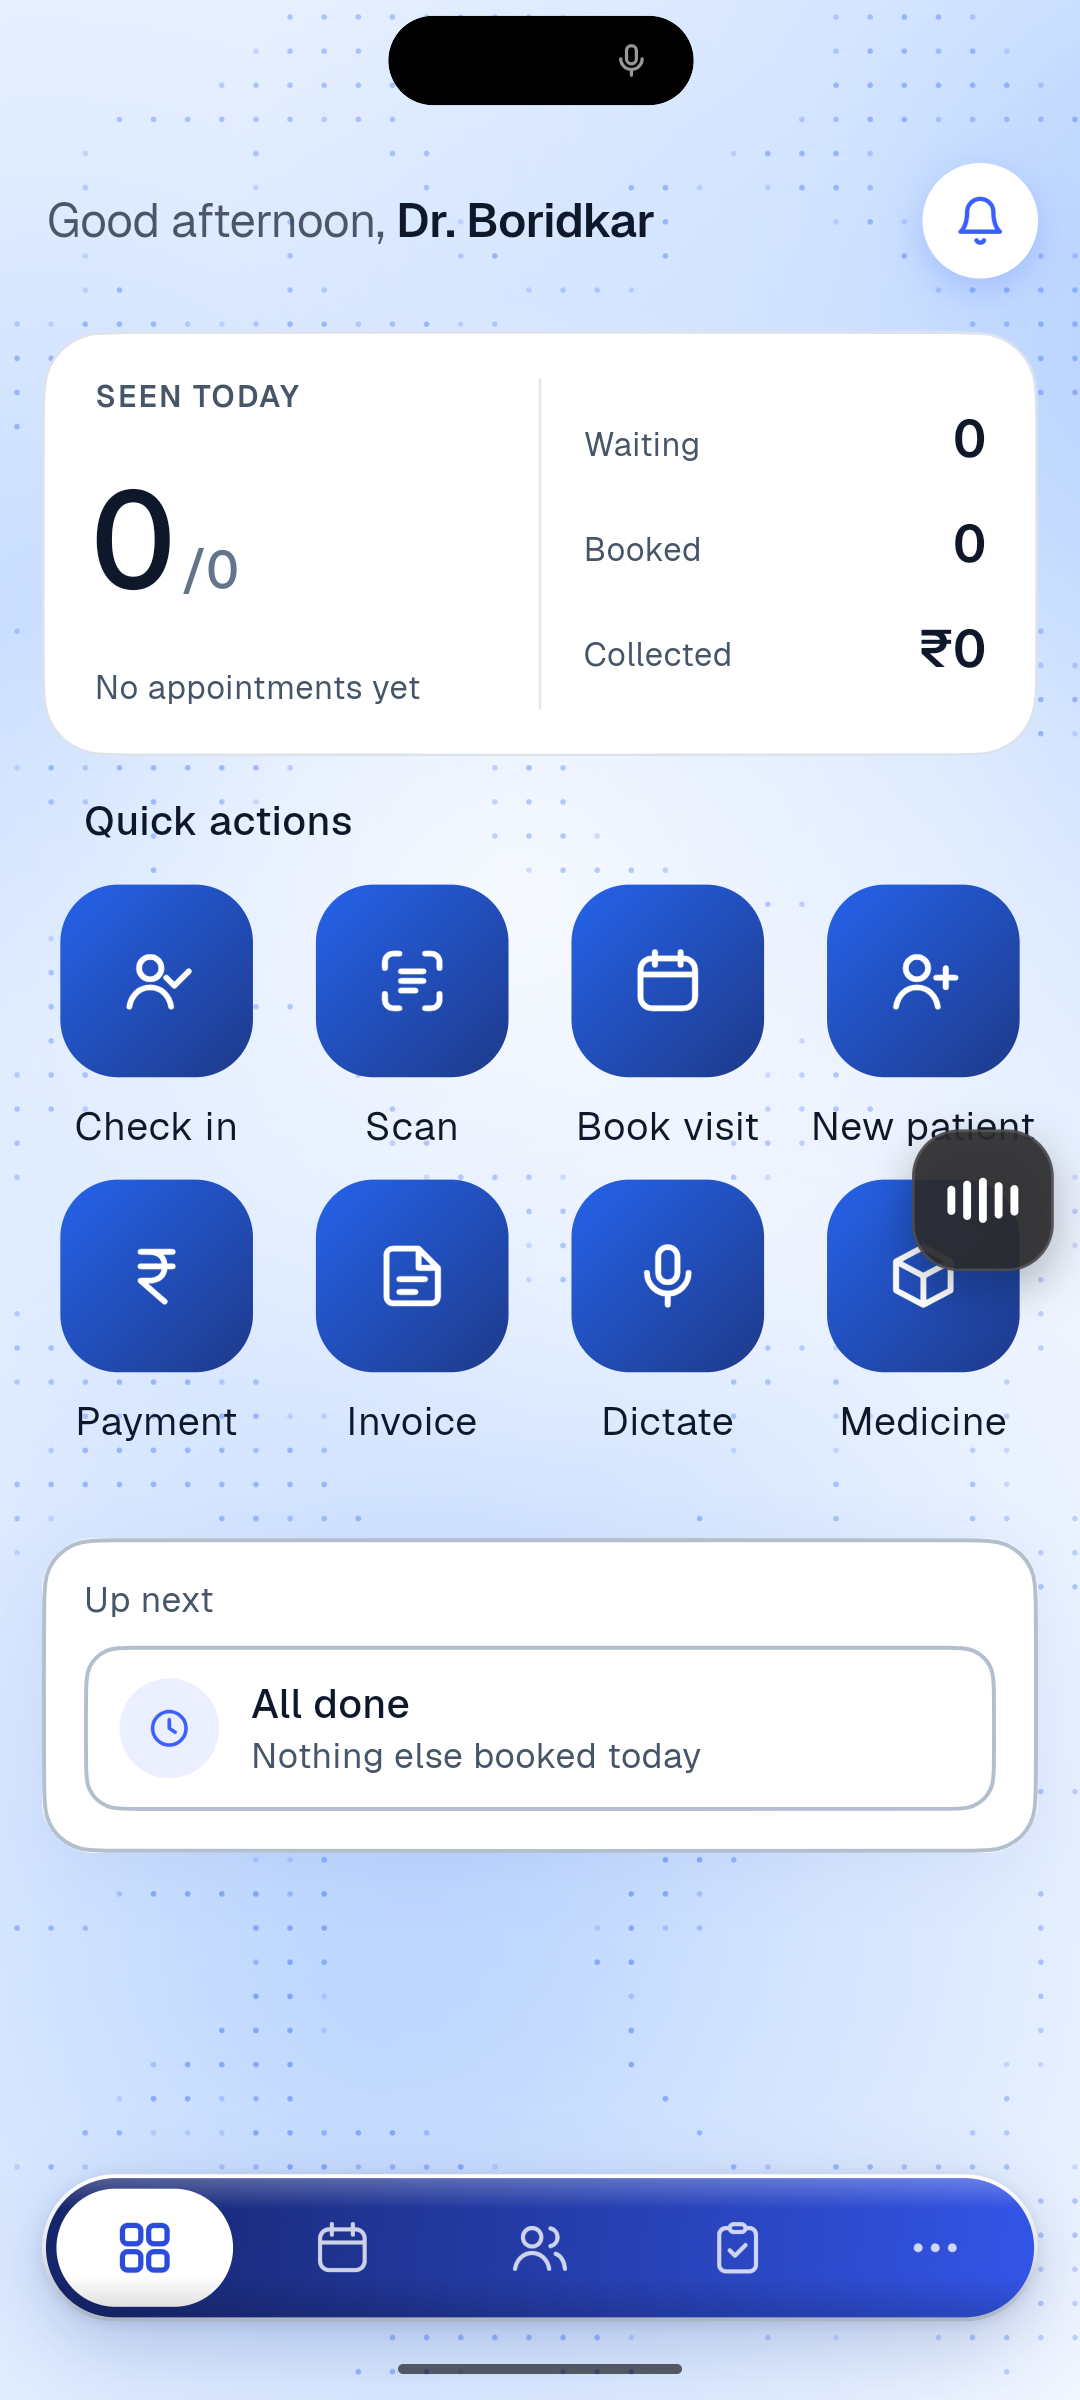 Good afternoon, Dr. Boridkar
SEEN TODAY
0/0
No appointments yet
Waiting 0
Booked 0
Collected ₹0
Quick actions
Check in
Scan
Book visit
New patient
₹
Payment
Invoice
Dictate
Medicine
Up next
All done
Nothing else booked today